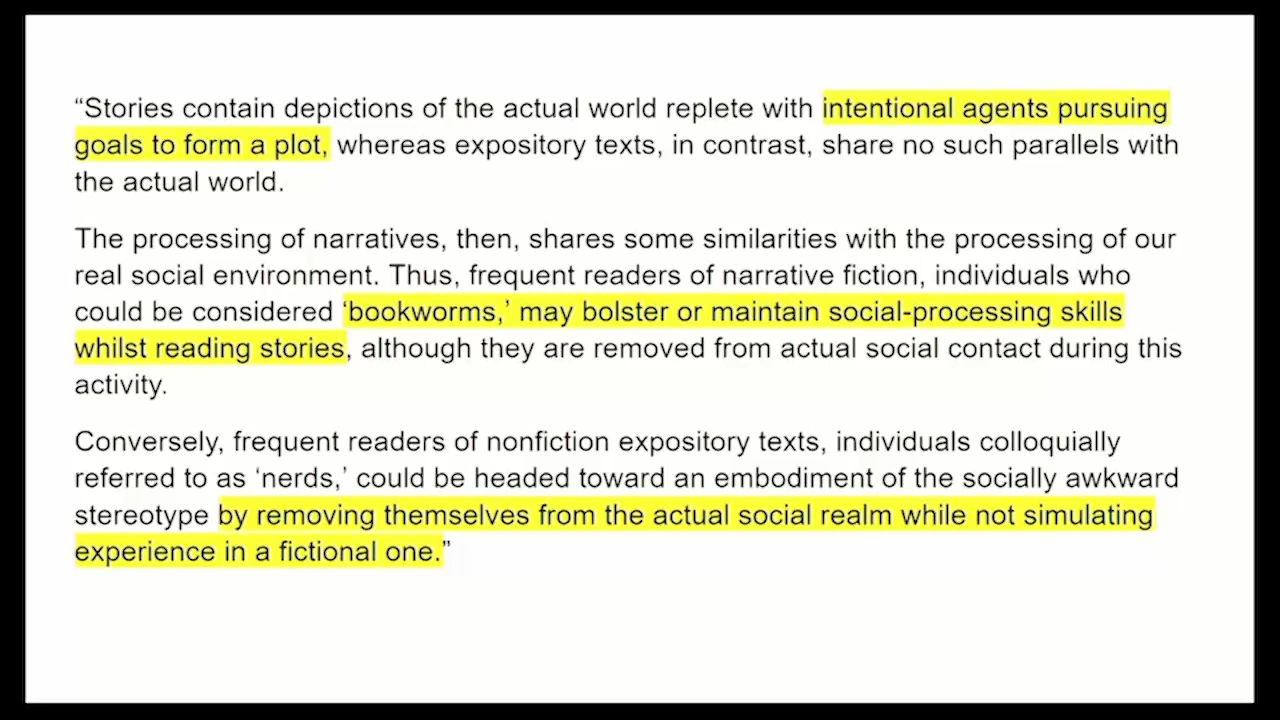 “Stories contain depictions of the actual world replete with intentional agents pursuing
goals to form a plot, whereas expository texts, in contrast, share no such parallels with
the actual world.
The processing of narratives, then, shares some similarities with the processing of our
real social environment. Thus, frequent readers of narrative fiction, individuals who
could be considered ‘bookworms,’ may bolster or maintain social-processing skills
whilst reading stories, although they are removed from actual social contact during this
activity.
Conversely, frequent readers of nonfiction expository texts, individuals colloquially
referred to as ‘nerds,’ could be headed toward an embodiment of the socially awkward
stereotype by removing themselves from the actual social realm while not simulating
experience in a fictional one.”